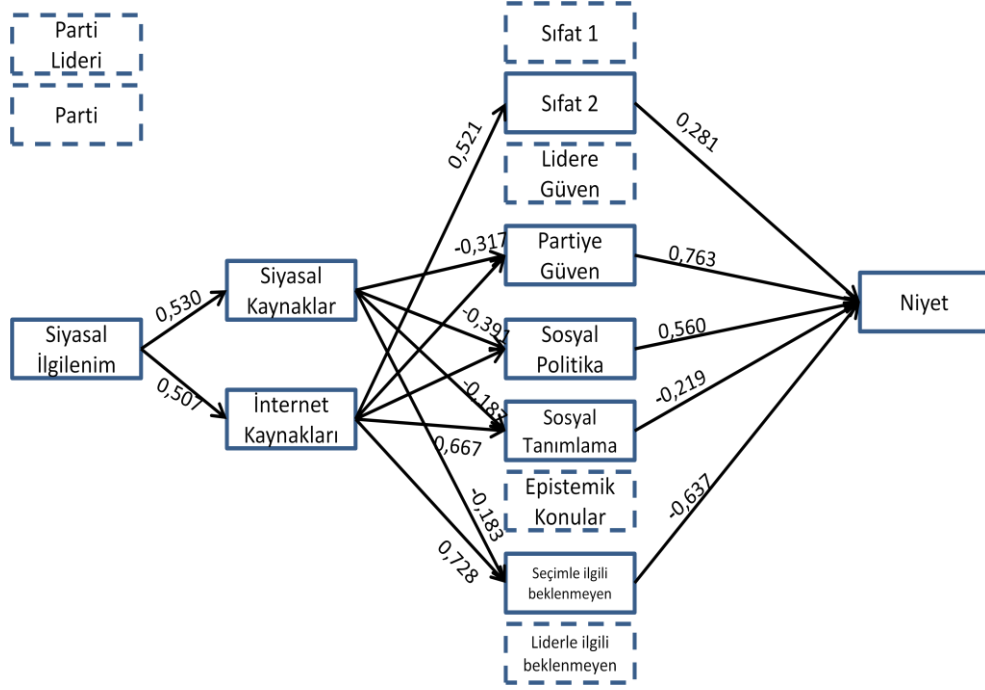 Parti
Lideri
Parti
Sıfat 1
Sıfat 2
Lidere
Güven
Partiye
Güven
Sosyal
Politika
Sosyal
Tanımlama
Epistemik
Konular
Seçimle ilgili
beklenmeyen
Liderle ilgili
beklenmeyen
Siyasal
İlgilenim
Siyasal
Kaynaklar
İnternet
Kaynakları
Niyet
0,530
0,507
0,521
-0,317
-0,391
-0,187
0,667
-0,183
0,728
0,281
0,763
0,560
-0,219
-0,637